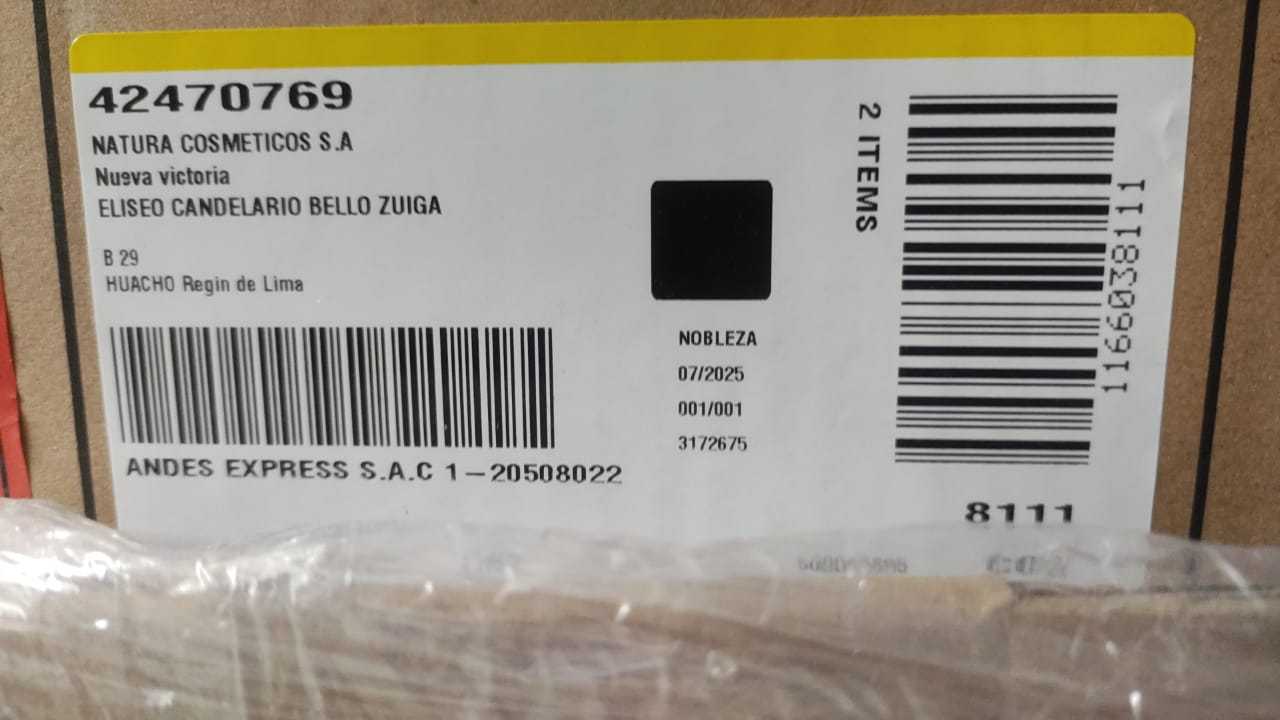 42470769
NATURA COSMETICOS S.A
Nueva victoria
ELISEO CANDELARIO BELLO ZUIGA
B 29
HUACHO Regin de Lima
ANDES EXPRESS S.A.C 1-20508022
NOBLEZA
07/2025
001/001
3172675
2 ITEMS
1166038111
8111